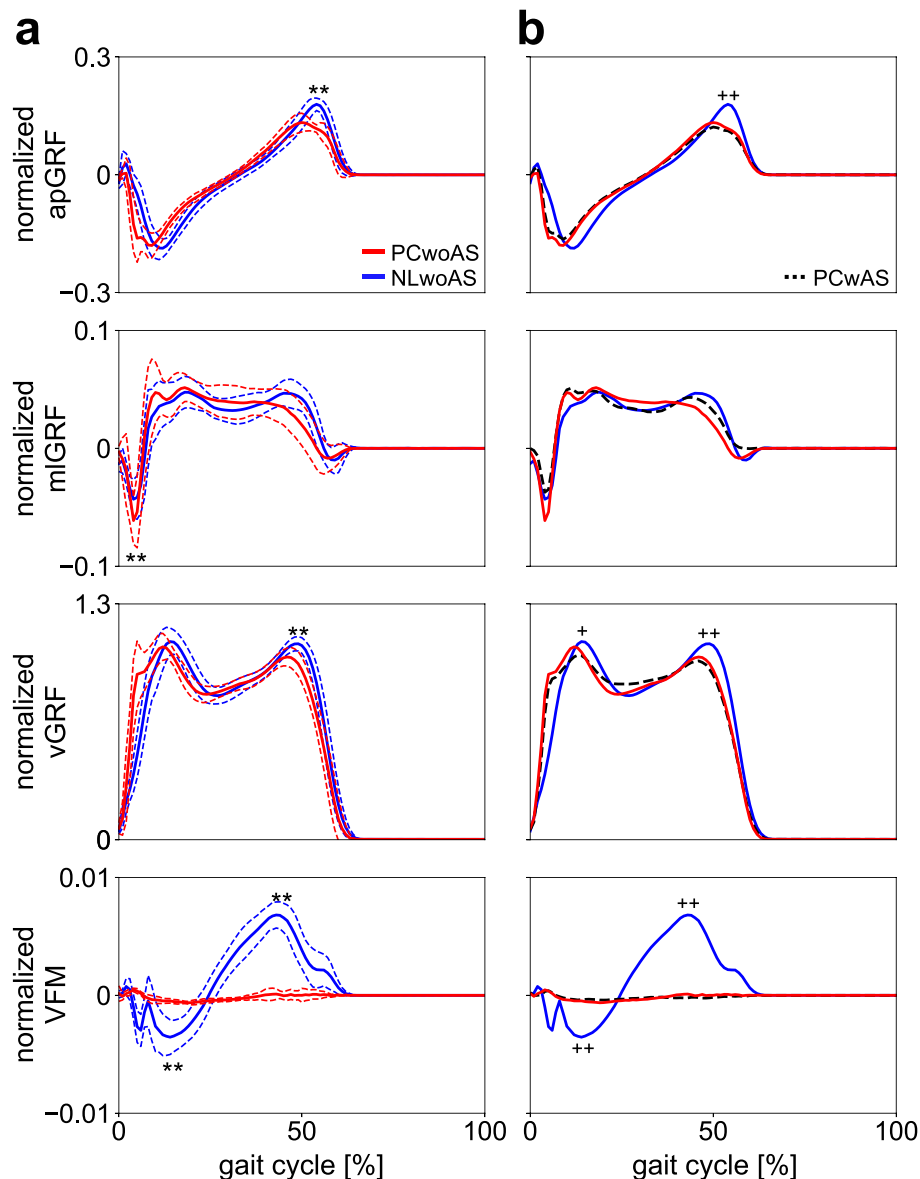 a
b
normalized
apGRF
0.3
0
−0.3
**
PCwoAS
NLwoAS
++
PCwAS
normalized
mlGRF
0.1
0
−0.1
**
normalized
vGRF
1.3
0
**
+
++
normalized
VFM
0.01
0
−0.01
**
**
++
++
0
50
100
0
50
100
gait cycle [%]
gait cycle [%]